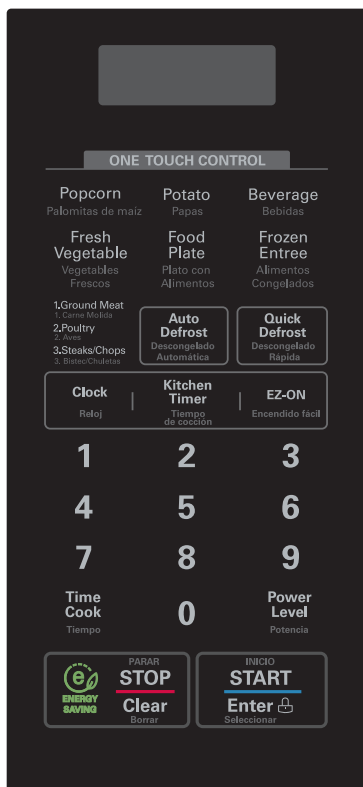 ONE TOUCH CONTROL
Popcorn
Palomitas de maiz
Potato
Papas
Beverage
Bebidas
Fresh
Vegetable
Vegetables
Frescos
Food
Plate
Plato con
Alimentos
Frozen
Entree
Alimentos
Congelados
1.Ground Meat
1. Carne Molida
2.Poultry
2. Aves
3.Steaks/Chops
3. Bistec/Chuletas
Auto
Defrost
Descongelado
Automática
Quick
Defrost
Descongelado
Rápida
Clock
Reloj
Kitchen
Timer
Tiempo
de cocción
EZ-ON
Encendido fácil
1 2 3
4 5 6
7 8 9
Time
Cook
Tiempo
0
Power
Level
Potencia
e
ENERGY
SAVING
PARAR
STOP
Clear
Borrar
INICIO
START
Enter
Seleccionar